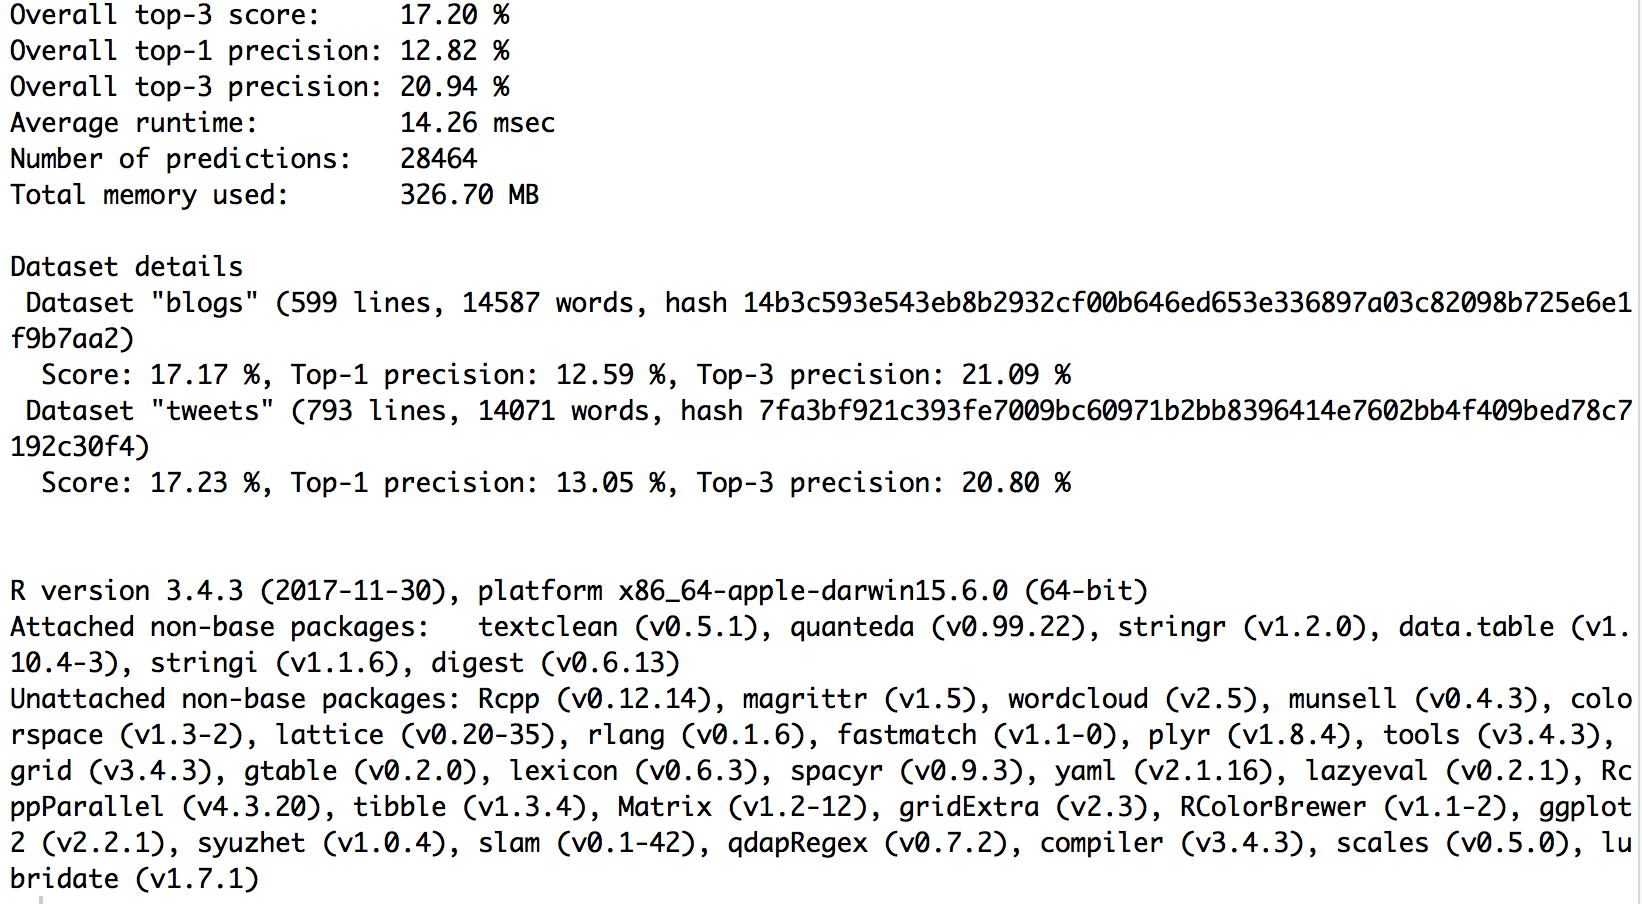 Overall top-3 score:     17.20 %
Overall top-1 precision: 12.82 %
Overall top-3 precision: 20.94 %
Average runtime:         14.26 msec
Number of predictions:   28464
Total memory used:       326.70 MB

Dataset details
 Dataset "blogs" (599 lines, 14587 words, hash 14b3c593e543eb8b2932cf00b646ed653e336897a03c82098b725e6e1
f9b7aa2)
  Score: 17.17 %, Top-1 precision: 12.59 %, Top-3 precision: 21.09 %
 Dataset "tweets" (793 lines, 14071 words, hash 7fa3bf921c393fe7009bc60971b2bb8396414e7602bb4f409bed78c7
192c30f4)
  Score: 17.23 %, Top-1 precision: 13.05 %, Top-3 precision: 20.80 %


R version 3.4.3 (2017-11-30), platform x86_64-apple-darwin15.6.0 (64-bit)
Attached non-base packages:   textclean (v0.5.1), quanteda (v0.99.22), stringr (v1.2.0), data.table (v1.
10.4-3), stringi (v1.1.6), digest (v0.6.13)
Unattached non-base packages: Rcpp (v0.12.14), magrittr (v1.5), wordcloud (v2.5), munsell (v0.4.3), colo
rspace (v1.3-2), lattice (v0.20-35), rlang (v0.1.6), fastmatch (v1.1-0), plyr (v1.8.4), tools (v3.4.3),
grid (v3.4.3), gtable (v0.2.0), lexicon (v0.6.3), spacyr (v0.9.3), yaml (v2.1.16), lazyeval (v0.2.1), Rc
ppParallel (v4.3.20), tibble (v1.3.4), Matrix (v1.2-12), gridExtra (v2.3), RColorBrewer (v1.1-2), ggplot
2 (v2.2.1), syuzhet (v1.0.4), slam (v0.1-42), qdapRegex (v0.7.2), compiler (v3.4.3), scales (v0.5.0), lu
bridate (v1.7.1)